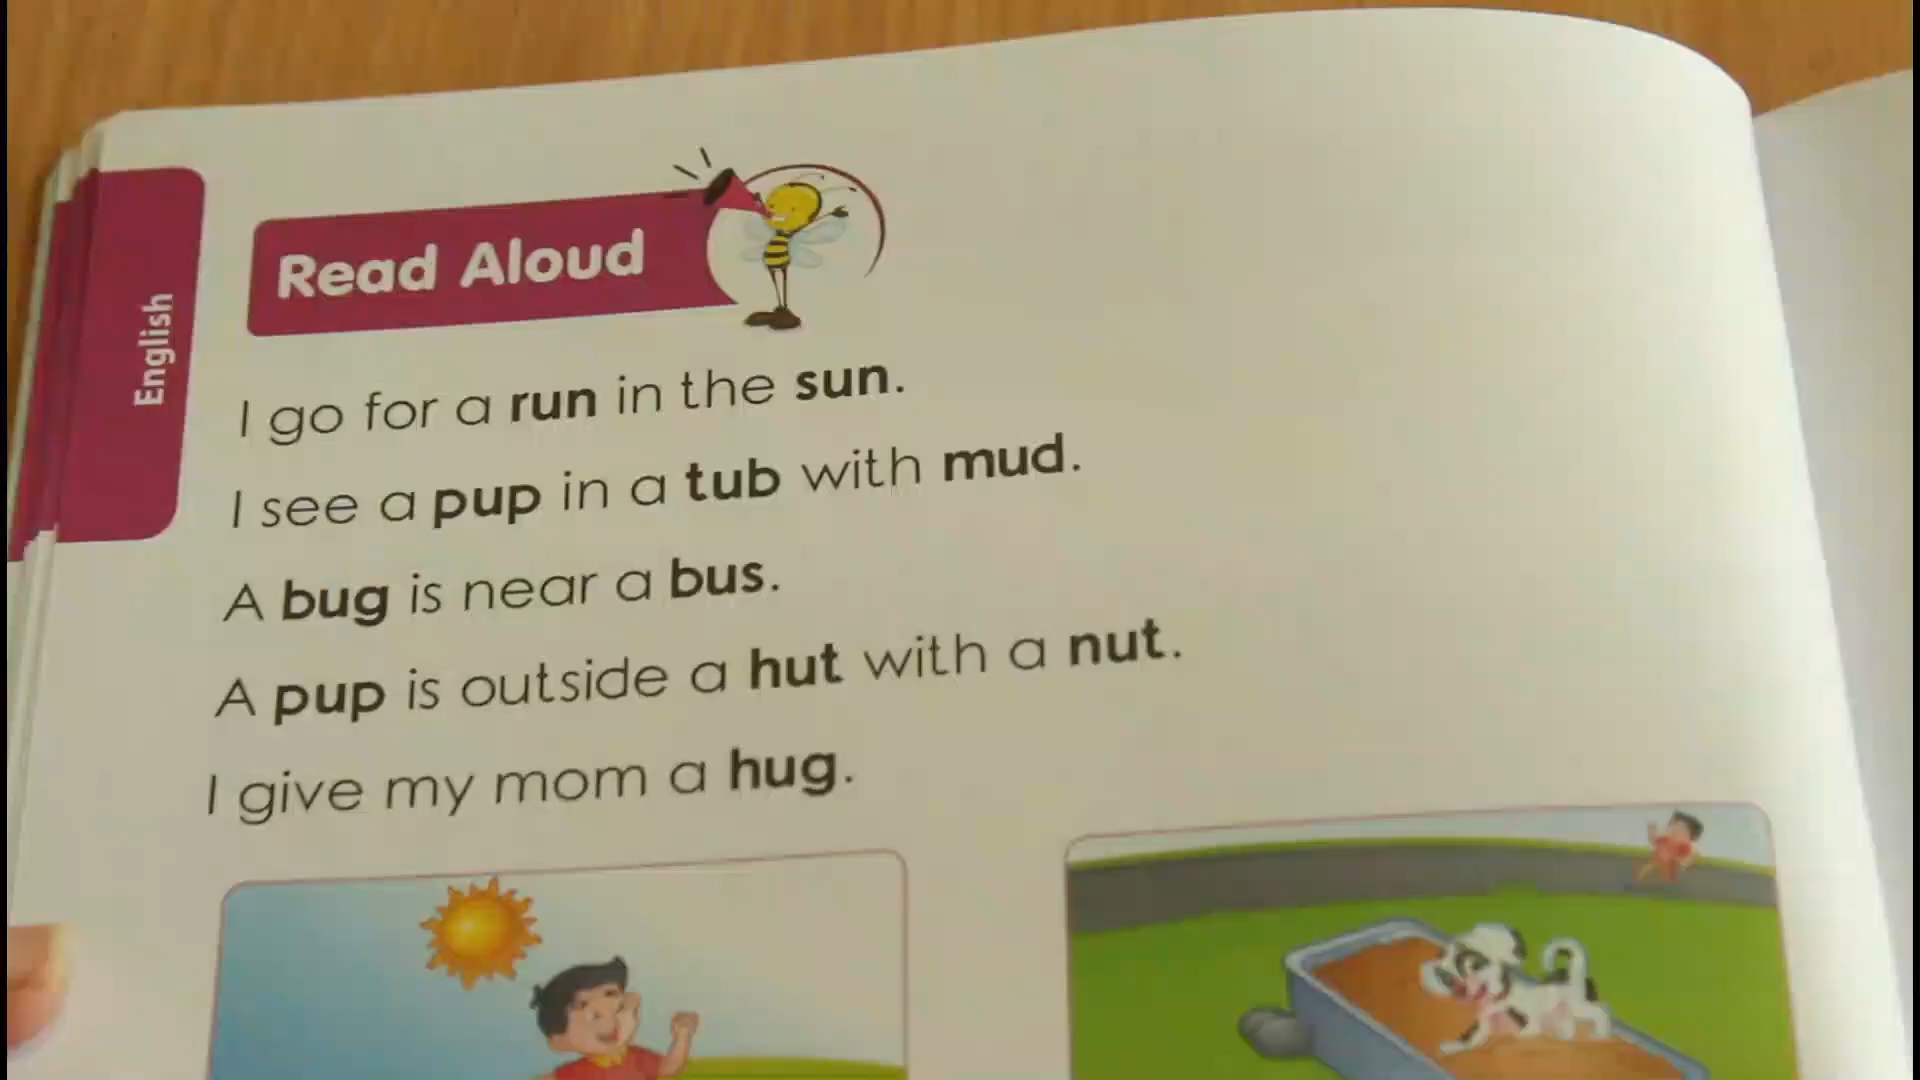 Read Aloud
English
I go for a run in the sun.
I see a pup in a tub with mud.
A bug is near a bus.
A pup is outside a hut with a nut.
I give my mom a hug.